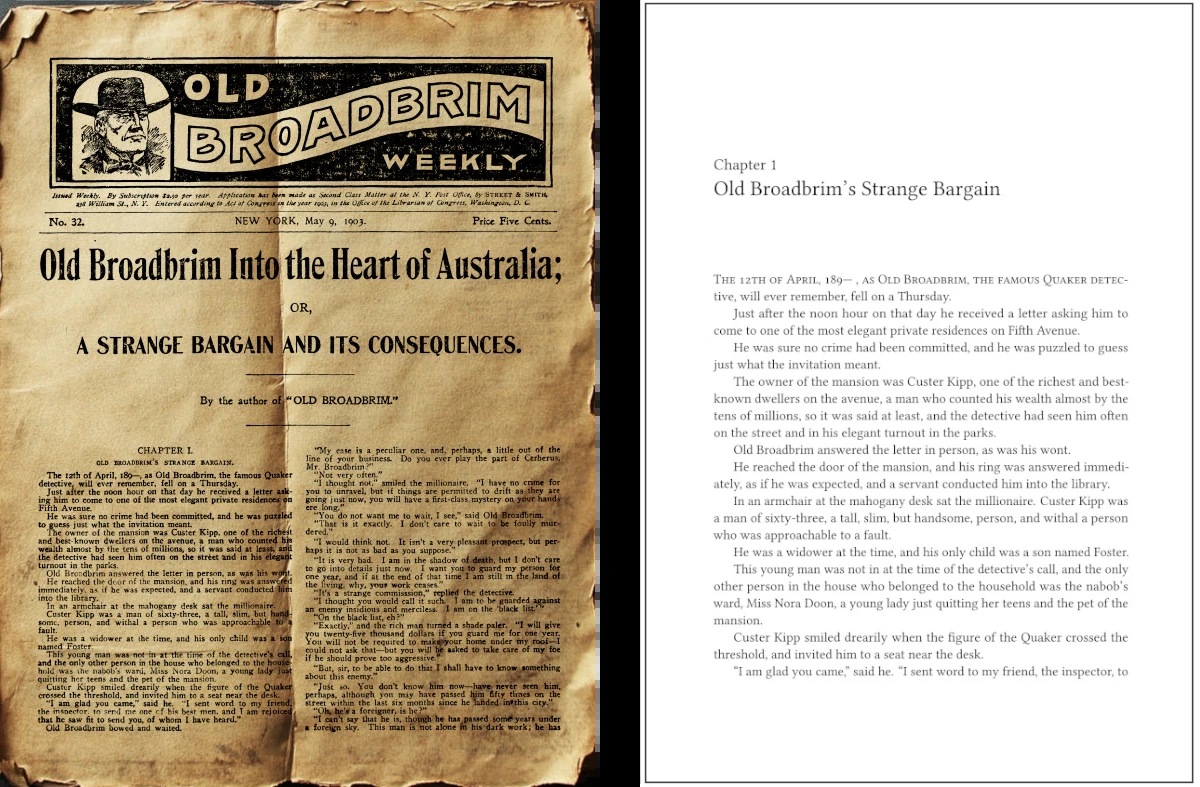 OLD
BROADBRIM
WEEKLY
Issued Weekly. By Subscription $2.50 per year. Application has been made as Second Class Matter at the N. Y. Post Office, by STREET & SMITH,
238 William St., N. Y. Entered according to Act of Congress in the year 1903, in the Office of the Librarian of Congress, Washington, D. C.
No. 32.
NEW YORK, May 9, 1903.
Price Five Cents.
Old Broadbrim Into the Heart of Australia;
OR,
A STRANGE BARGAIN AND ITS CONSEQUENCES.
By the author of "OLD BROADBRIM."
CHAPTER I.
OLD BROADBRIM'S STRANGE BARGAIN.
The 12th of April, 189—, as Old Broadbrim, the famous Quaker
detective, will ever remember, fell on a Thursday.
Just after the noon hour on that day he received a letter ask-
ing him to come to one of the most elegant private residences on
Fifth Avenue.
He was sure no crime had been committed, and he was puzzled
to guess just what the invitation meant.
The owner of the mansion was Custer Kipp, one of the richest
and best-known dwellers on the avenue, a man who counted his
wealth almost by the tens of millions, so it was said at least, and
the detective had seen him often on the street and in his elegant
turnout in the parks.
Old Broadbrim answered the letter in person, as was his wont.
He reached the door of the mansion, and his ring was answered
immediately, as if he was expected, and a servant conducted him
into the library.
In an armchair at the mahogany desk sat the millionaire.
Custer Kipp was a man of sixty-three, a tall, slim, but hand-
some, person, and withal a person who was approachable to a
fault.
He was a widower at the time, and his only child was a son
named Foster.
This young man was not in at the time of the detective's call,
and the only other person in the house who belonged to the house-
hold was the nabob's ward, Miss Nora Doon, a young lady just
quitting her teens and the pet of the mansion.
Custer Kipp smiled drearily when the figure of the Quaker
crossed the threshold, and invited him to a seat near the desk.
"I am glad you came," said he. "I sent word to my friend,
the inspector, to send me one of his best men, and I am rejoiced
that he saw fit to send you, of whom I have heard."
Old Broadbrim bowed and waited.
"My case is a peculiar one, and, perhaps, a little out of the
line of your business. Do you ever play the part of Cerberus,
Mr. Broadbrim?"
"Not very often."
"I thought not," smiled the millionaire. "I have no crime for
you to unravel, but if things are permitted to drift as they are
going just now, you will have a first-class mystery on your hands
ere long."
"You do not want me to wait, I see," said Old Broadbrim.
"That is it exactly. I don't care to wait to be foully mur-
dered."
"I would think not. It isn't a very pleasant prospect, but per-
haps it is not as bad as you suppose."
"It is very bad. I am in the shadow of death, but I don't care
to go into details just now. I want you to guard my person for
one year, and if at the end of that time I am still in the land of
the living, why, your work ceases."
"It's a strange commisssion," replied the detective.
"I thought you would call it such. I am to be guarded against
an enemy insidious and merciless. I am on the 'black list.'"
"On the black list, eh?"
"Exactly," and the rich man turned a shade paler. "I will give
you twenty-five thousand dollars if you guard me for one year.
You will not be required to make your home under my roof—I
could not ask that—but you will be asked to take care of my foe
if he should prove too aggressive."
"But, sir, to be able to do that I shall have to know something
about this enemy."
"Just so. You don't know him now—have never seen him,
perhaps, although you may have passed him fifty times on the
street within the last six months since he landed in this city."
"Oh, he's a foreigner, is he?"
"I can't say that he is, though he has passed some years under
a foreign sky. This man is not alone in his dark work; he has
Chapter 1
Old Broadbrim's Strange Bargain
The 12th of April, 189— , as Old Broadbrim, the famous Quaker detec-
tive, will ever remember, fell on a Thursday.
Just after the noon hour on that day he received a letter asking him to
come to one of the most elegant private residences on Fifth Avenue.
He was sure no crime had been committed, and he was puzzled to guess
just what the invitation meant.
The owner of the mansion was Custer Kipp, one of the richest and best-
known dwellers on the avenue, a man who counted his wealth almost by the
tens of millions, so it was said at least, and the detective had seen him often
on the street and in his elegant turnout in the parks.
Old Broadbrim answered the letter in person, as was his wont.
He reached the door of the mansion, and his ring was answered immedi-
ately, as if he was expected, and a servant conducted him into the library.
In an armchair at the mahogany desk sat the millionaire. Custer Kipp was
a man of sixty-three, a tall, slim, but handsome, person, and withal a person
who was approachable to a fault.
He was a widower at the time, and his only child was a son named Foster.
This young man was not in at the time of the detective's call, and the only
other person in the house who belonged to the household was the nabob's
ward, Miss Nora Doon, a young lady just quitting her teens and the pet of the
mansion.
Custer Kipp smiled drearily when the figure of the Quaker crossed the
threshold, and invited him to a seat near the desk.
"I am glad you came," said he. "I sent word to my friend, the inspector, to